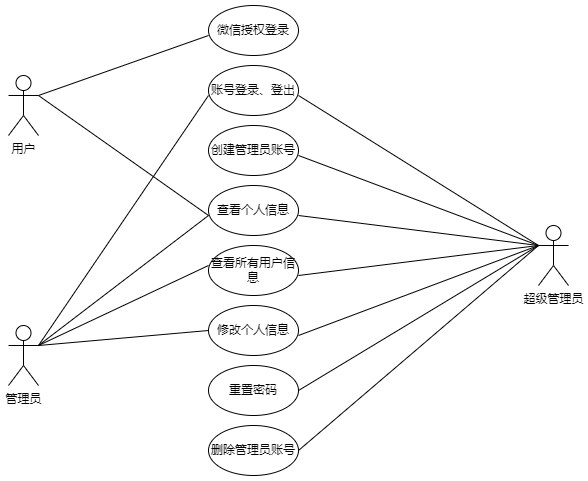 微信授权登录
账号登录、登出
用户
创建管理员账号
查看个人信息
查看所有用户信
息
超级管理员
修改个人信息
管理员
重置密码
删除管理员账号